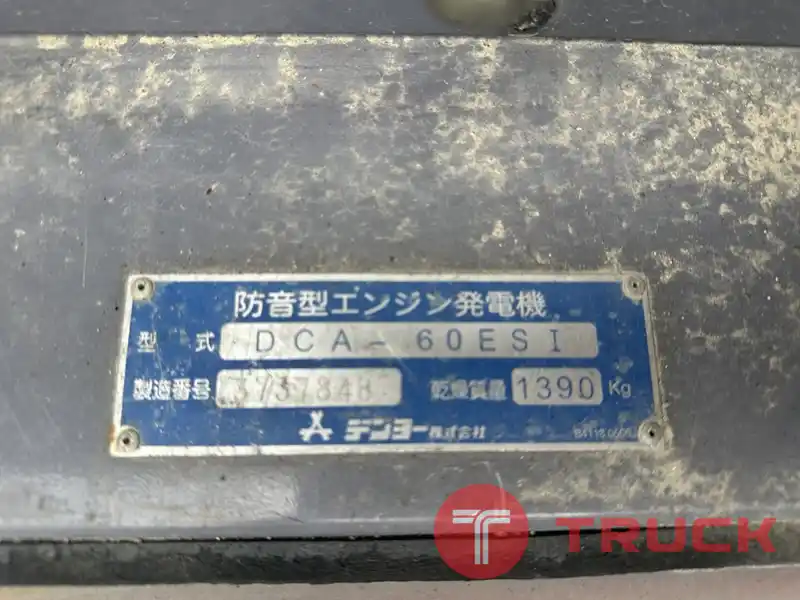 防音型エンジン発電機
型 式 DCA-60ESI
製造番号 3737848 乾燥質量 1390 Kg
デンヨー株式会社
TRUCK